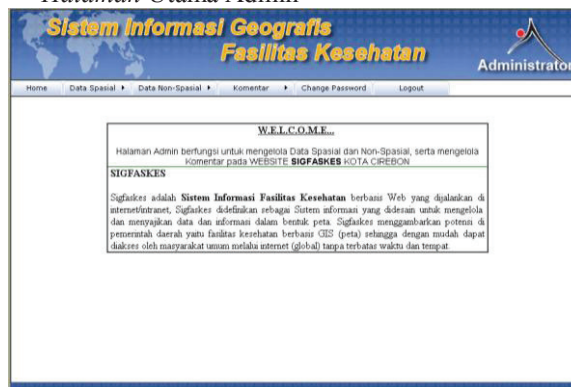 Halaman Utama Admin
Sistem Informasi Geografis
Fasilitas Kesehatan
Administrator
Home Data Spasial Data Non-Spasial Komentar Change Password Logout
W.E.L.C.O.M.E...
Halaman Admin berfungsi untuk mengelola Data Spasial dan Non-Spasial, serta mengelola
Komentar pada WEBSITE SIGFASKES KOTA CIREBON
SIGFASKES
Sigfaskes adalah Sistem Informasi Fasilitas Kesehatan berbasis Web yang dijalankan di
internet/intranet, Sigfaskes didefinikan sebagai Sistem informasi yang didesain untuk mengelola
dan menyajikan data dan informasi dalam bentuk peta. Sigfaskes menggambarkan potensi di
pemerintah daerah yaitu fasilitas kesehatan berbasis GIS (peta) sehingga dengan mudah dapat
diakses oleh masyarakat umum melalui internet (global) tanpa terbatas waktu dan tempat.